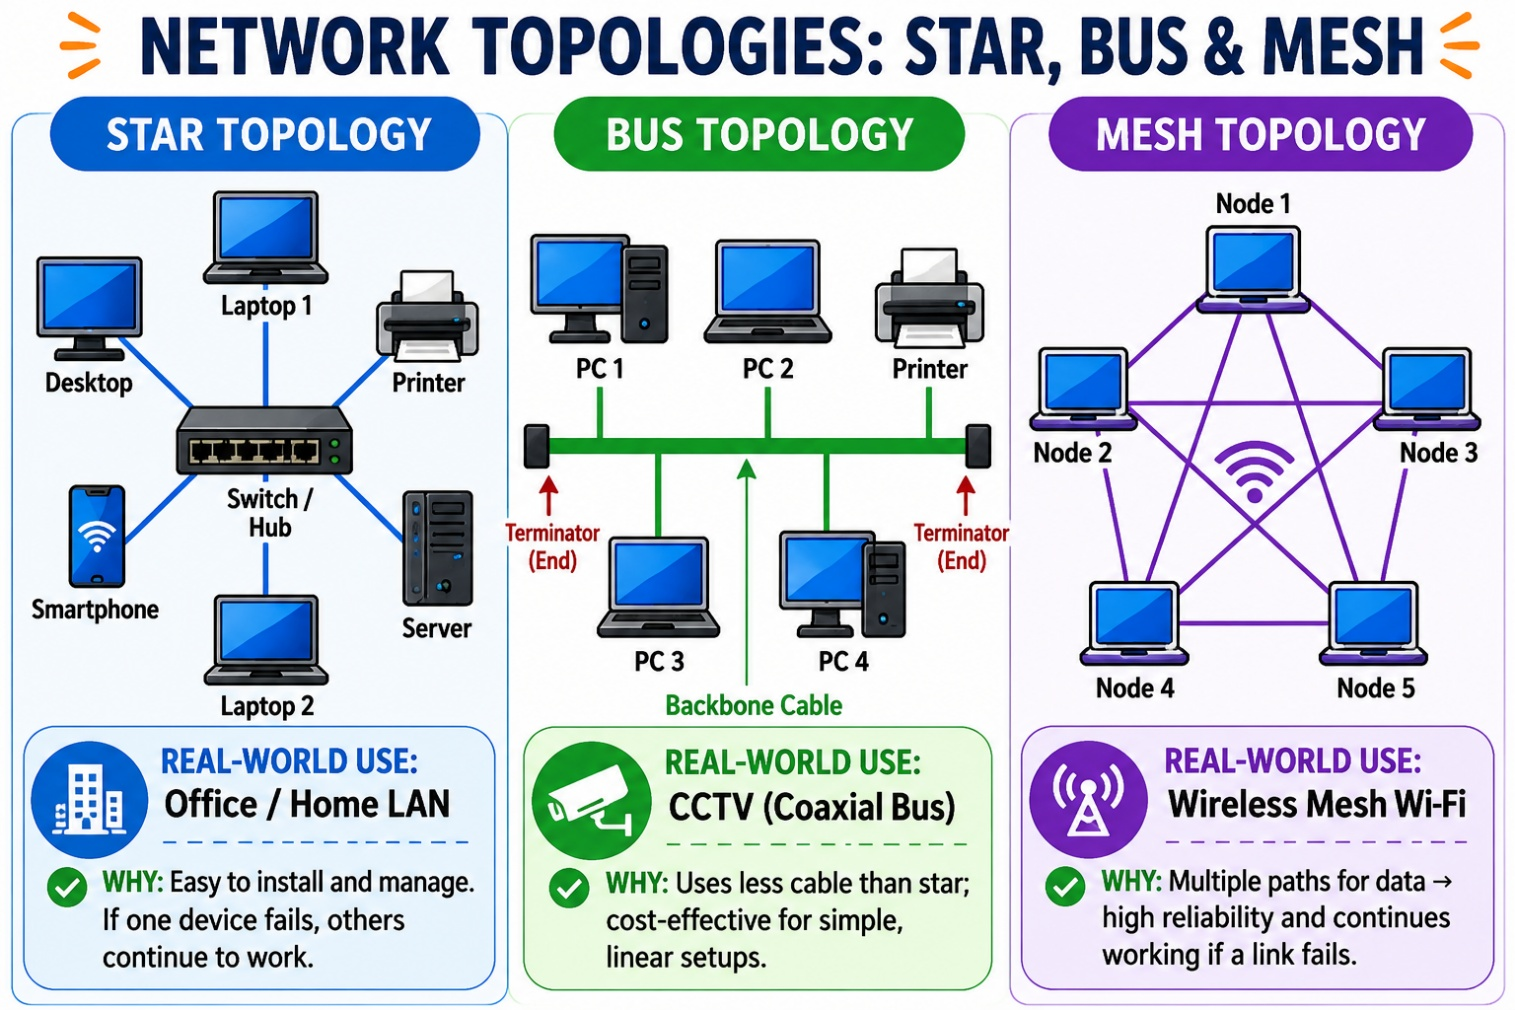 NETWORK TOPOLOGIES: STAR, BUS & MESH
STAR TOPOLOGY
Laptop 1
Desktop
Printer
Switch /
Hub
Smartphone
Server
Laptop 2
REAL-WORLD USE:
Office / Home LAN
WHY: Easy to install and manage.
If one device fails, others
continue to work.
BUS TOPOLOGY
PC 1
PC 2
Printer
Terminator
(End)
Terminator
(End)
PC 3
PC 4
Backbone Cable
REAL-WORLD USE:
CCTV (Coaxial Bus)
WHY: Uses less cable than star;
cost-effective for simple,
linear setups.
MESH TOPOLOGY
Node 1
Node 2
Node 3
Node 4
Node 5
REAL-WORLD USE:
Wireless Mesh Wi-Fi
WHY: Multiple paths for data →
high reliability and continues
working if a link fails.